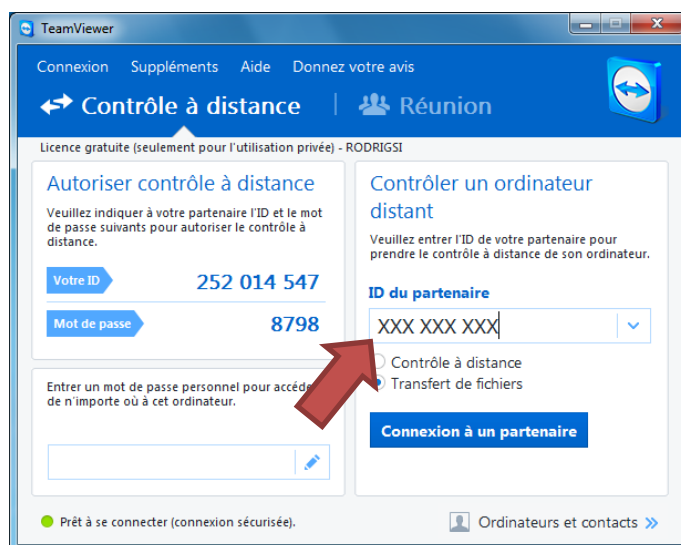 TeamViewer
Connexion Suppléments Aide Donnez votre avis
Contrôle à distance | Réunion
Licence gratuite (seulement pour l'utilisation privée) - RODRIGSI
Autoriser contrôle à distance
Veuillez indiquer à votre partenaire l'ID et le mot
de passe suivants pour autoriser le contrôle à
distance.
Votre ID 252 014 547
Mot de passe 8798
Entrer un mot de passe personnel pour accéder
de n'importe où à cet ordinateur.
Contrôler un ordinateur
distant
Veuillez entrer l'ID de votre partenaire pour
prendre le contrôle à distance de son ordinateur.
ID du partenaire
XXX XXX XXX
Contrôle à distance
Transfert de fichiers
Connexion à un partenaire
Prêt à se connecter (connexion sécurisée).
Ordinateurs et contacts >>